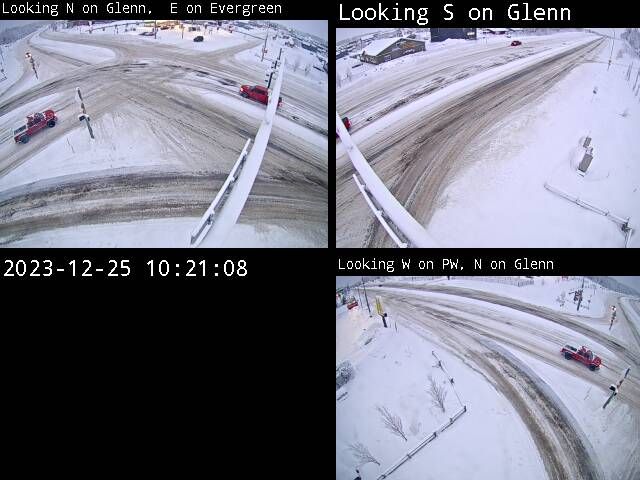 Looking N on Glenn,  E on Evergreen
Looking S on Glenn
2023-12-25 10:21:08
Looking W on PW, N on Glenn